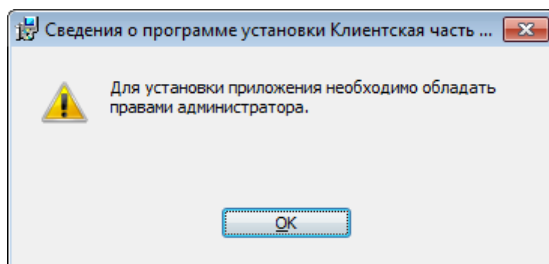 Сведения о программе установки Клиентская часть ...
Для установки приложения необходимо обладать
правами администратора.
OK